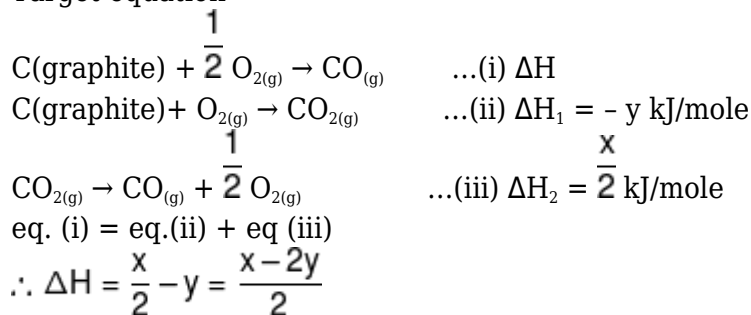 Target equation
C(graphite) + 1/2 O₂₍g₎ → CO₍g₎ ...(i) ΔH
C(graphite)+ O₂₍g₎ → CO₂₍g₎ ...(ii) ΔH₁ = – y kJ/mole
CO₂₍g₎ → CO₍g₎ + 1/2 O₂₍g₎ ...(iii) ΔH₂ = x/2 kJ/mole
eq. (i) = eq.(ii) + eq (iii)
∴ ΔH = x/2 – y = (x – 2y)/2